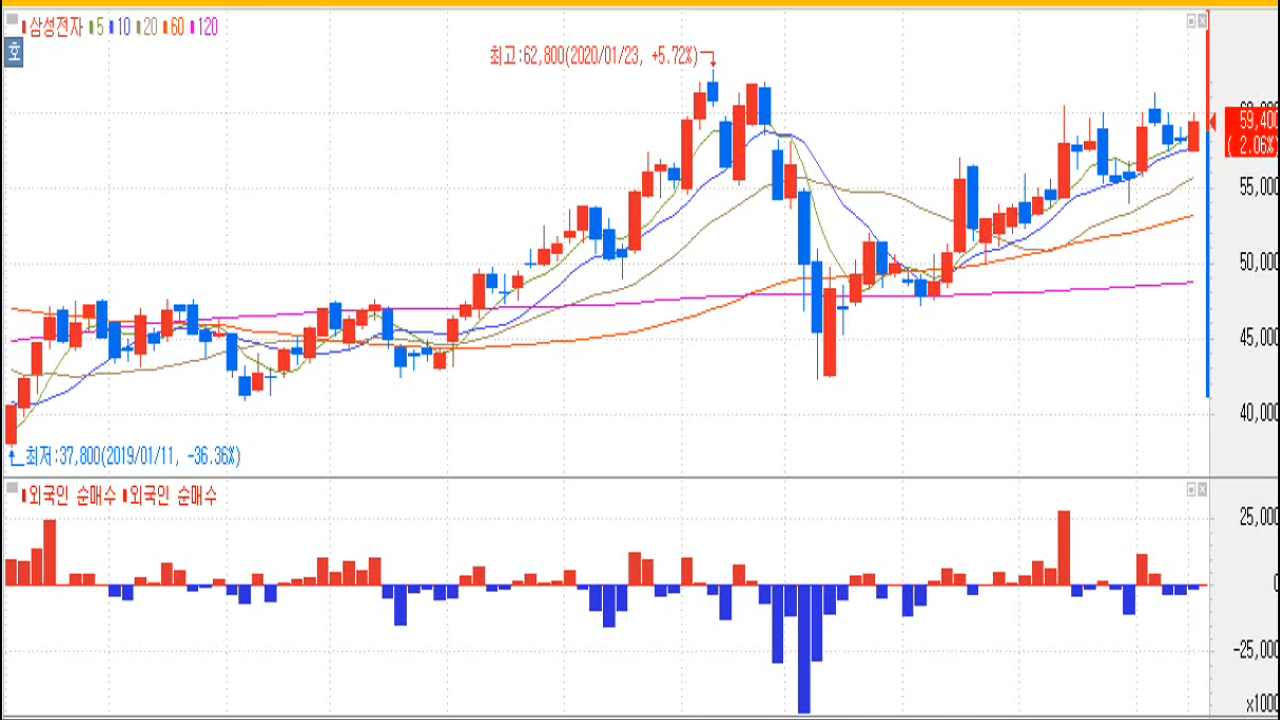 삼성전자 5 10 20 60 120
호
최고:62,800(2020/01/23, +5.72%)
59,400
( 2.06%)
55,000
50,000
45,000
40,000
최저:37,800(2019/01/11, -36.36%)
외국인 순매수 외국인 순매수
25,000
0
-25,000
x1000